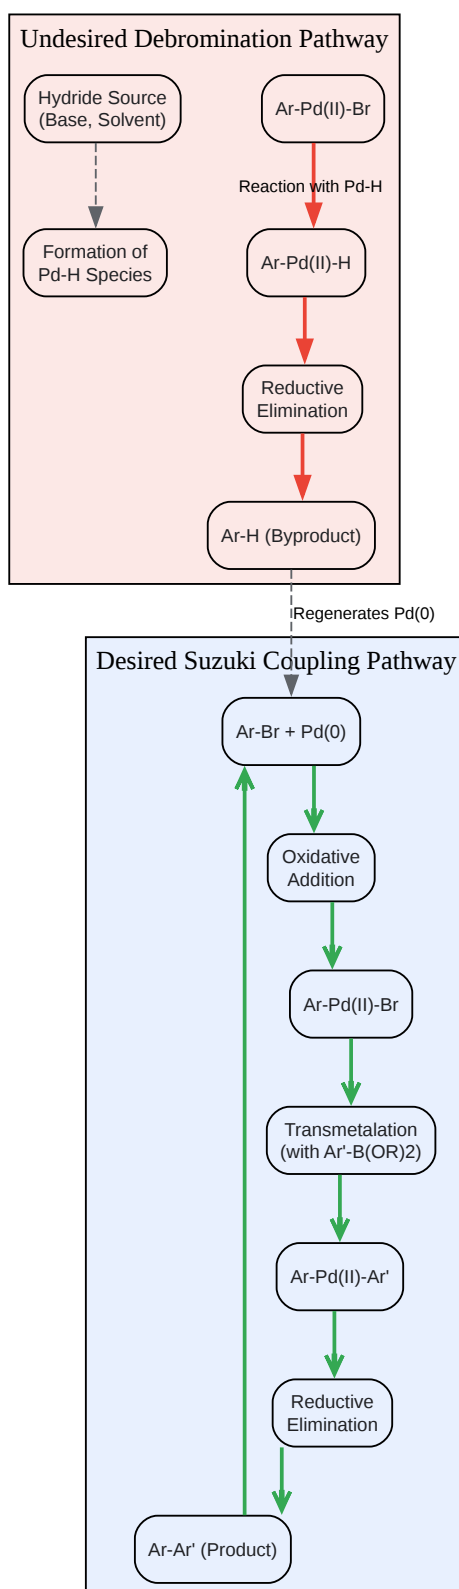 Undesired Debromination Pathway
Hydride Source
(Base, Solvent)
Ar-Pd(II)-Br
Reaction with Pd-H
Formation of
Pd-H Species
Ar-Pd(II)-H
Reductive
Elimination
Ar-H (Byproduct)
Regenerates Pd(0)
Desired Suzuki Coupling Pathway
Ar-Br + Pd(0)
Oxidative
Addition
Ar-Pd(II)-Br
Transmetalation
(with Ar'-B(OR)2)
Ar-Pd(II)-Ar'
Reductive
Elimination
Ar-Ar' (Product)